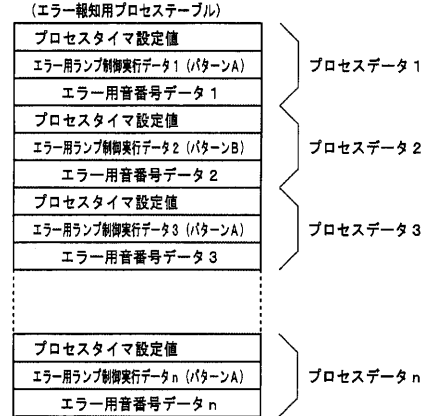 (エラー報知用プロセステーブル)
プロセスタイマ設定値
エラー用ランプ制御実行データ1(パターンA)
エラー用音番号データ1
プロセスデータ1
プロセスタイマ設定値
エラー用ランプ制御実行データ2(パターンB)
エラー用音番号データ2
プロセスデータ2
プロセスタイマ設定値
エラー用ランプ制御実行データ3(パターンA)
エラー用音番号データ3
プロセスデータ3
プロセスタイマ設定値
エラー用ランプ制御実行データn(パターンA)
エラー用音番号データn
プロセスデータn